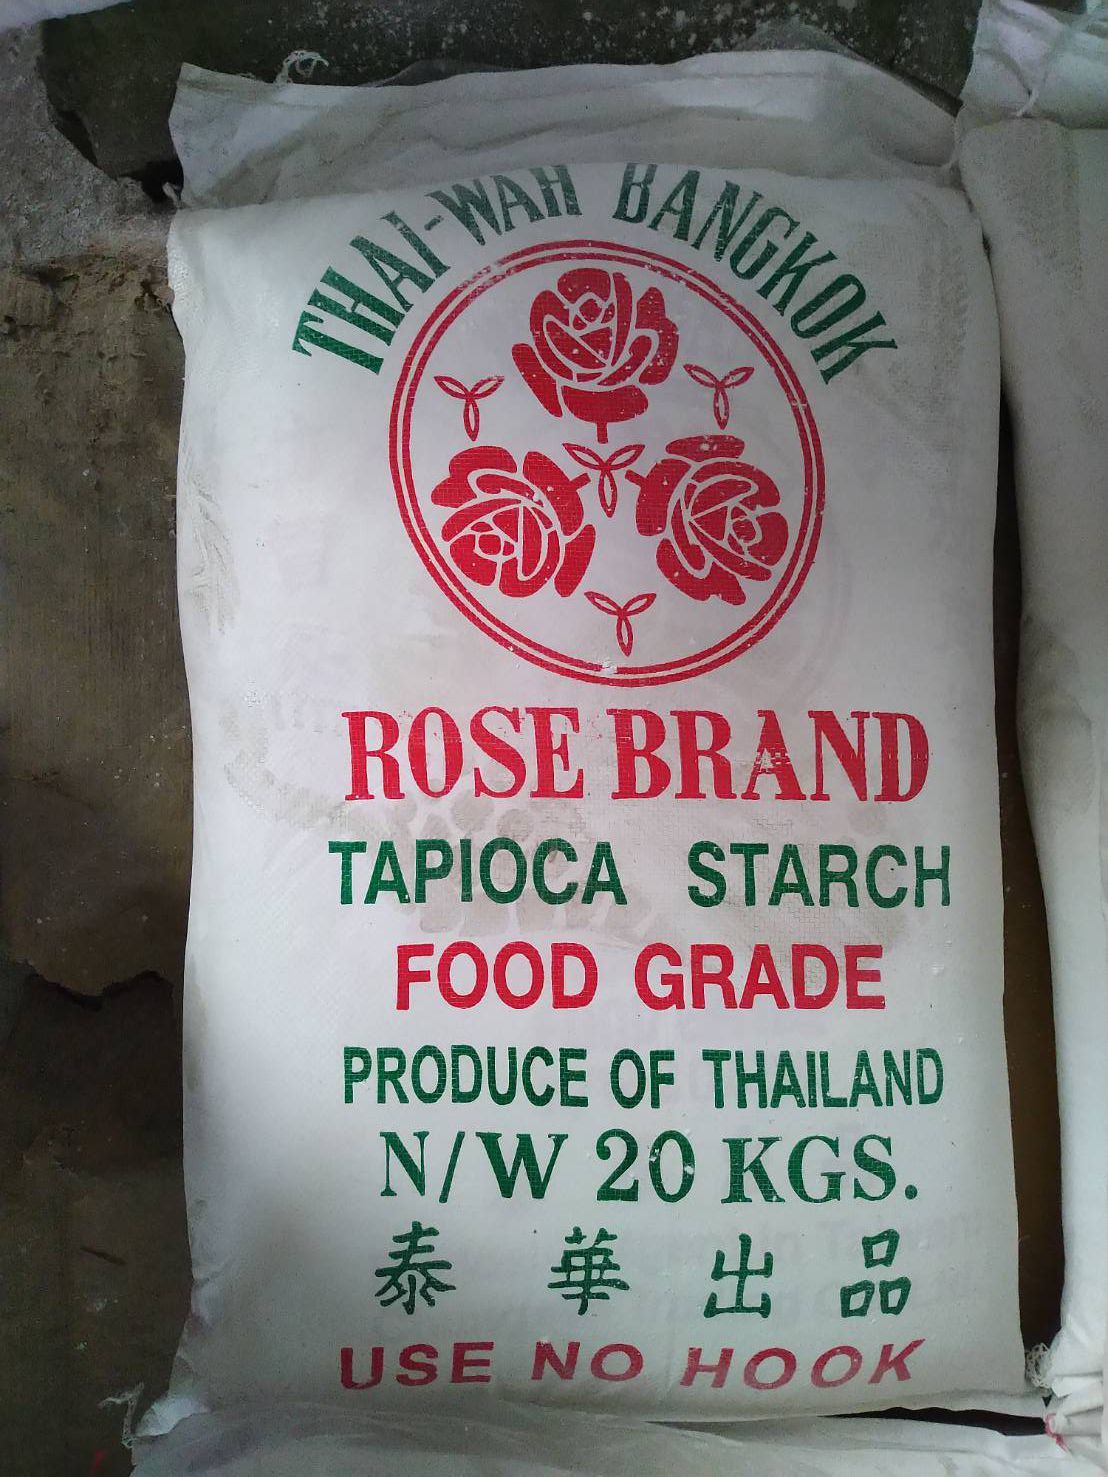 THAI-WAH BANGKOK
ROSE BRAND
TAPIOCA STARCH
FOOD GRADE
PRODUCE OF THAILAND
N/W 20 KGS.
泰華出品
USE NO HOOK